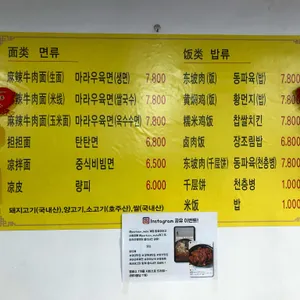 面类 면류
麻辣牛肉面(生面) 마라우육면(생면) 7.800
麻辣牛肉面(米线) 마라우육면(쌀국수) 7.800
麻辣牛肉面(玉米面) 마라우육면(옥수수면) 7.800
担担面 탄탄면 6.800
凉拌面 중식비빔면 6.500
凉皮 량피 6.000
饭类 밥류
东坡肉(饭) 동파육(밥) 7.800
黄焖鸡(饭) 황먼지(밥) 7.800
糯米鸡饭 찹쌀치킨 7.800
卤肉饭 장조림밥 6.800
东坡肉(千层饼) 동파육(천층병) 7.800
千层饼 천층병 1.000
米饭 밥 1.000
돼지고기(국내산),양고기,소고기(호주산),쌀(국내산)
Instagram 공유 이벤트!